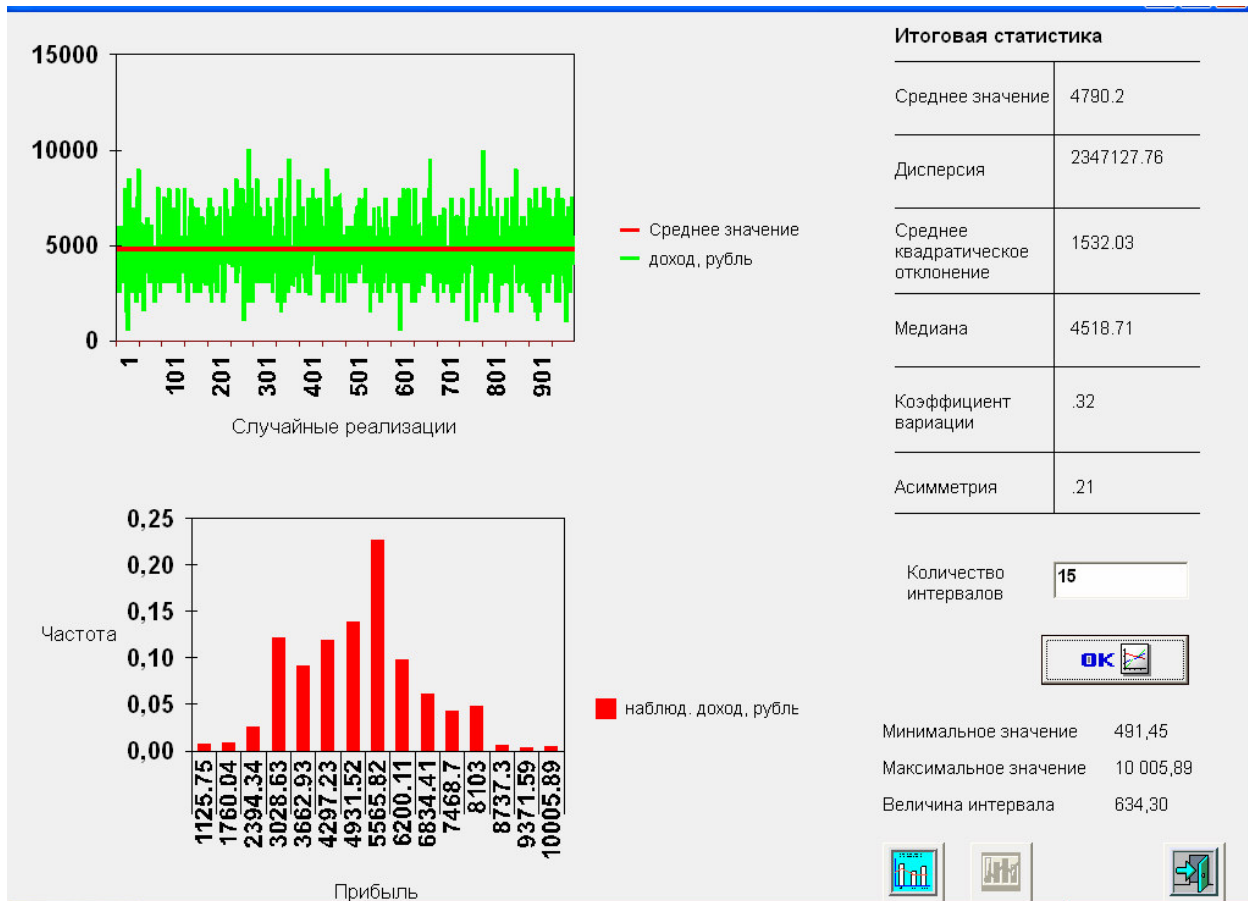 15000
10000
5000
0
1
101
201
301
401
501
601
701
801
901
Случайные реализации
Среднее значение
доход, рубль
0,25
0,20
0,15
0,10
0,05
0,00
Частота
1125.75
1760.04
2394.34
3028.63
3662.93
4297.23
4931.52
5565.82
6200.11
6834.41
7468.7
8103
8737.3
9371.59
10005.89
Прибыль
наблюд. доход, рубль
Итоговая статистика
Среднее значение 4790.2
Дисперсия 2347127.76
Среднее
квадратическое 1532.03
отклонение
Медиана 4518.71
Коэффициент .32
вариации
Асимметрия .21
Количество 15
интервалов
OK
Минимальное значение 491,45
Максимальное значение 10 005,89
Величина интервала 634,30